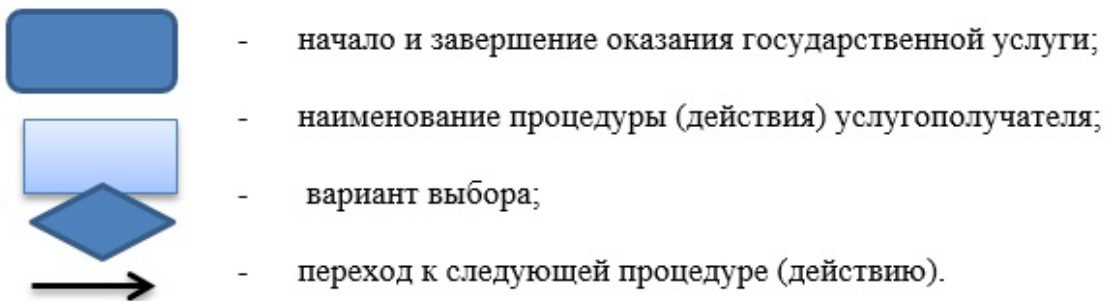 - начало и завершение оказания государственной услуги;
- наименование процедуры (действия) услугополучателя;
- вариант выбора;
- переход к следующей процедуре (действию).